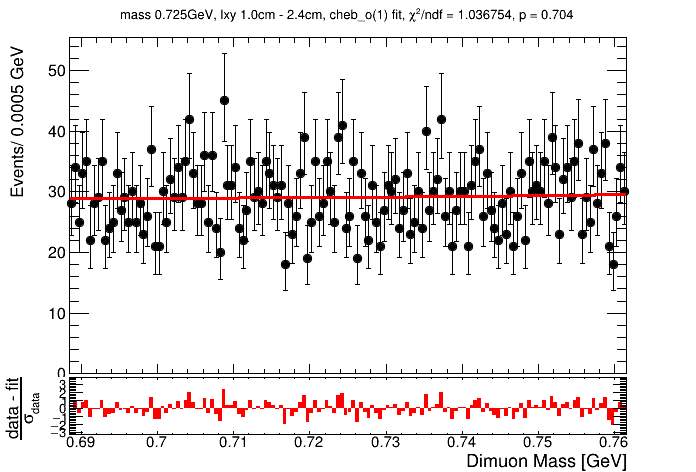 mass 0.725GeV, lxy 1.0cm - 2.4cm, cheb_o(1) fit, χ²/ndf = 1.036754, p = 0.704
Events/ 0.0005 GeV
50
40
30
20
10
0
data - fit
σdata
3
2
1
0
−1
−2
−3
0.69 0.7 0.71 0.72 0.73 0.74 0.75 0.76
Dimuon Mass [GeV]